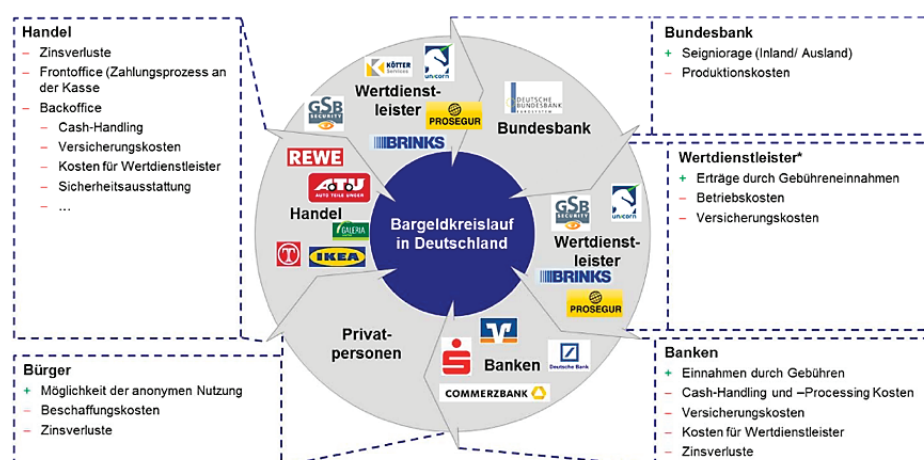 Handel
– Zinsverluste
– Frontoffice (Zahlungsprozess an
der Kasse
– Backoffice
– Cash-Handling
– Versicherungskosten
– Kosten für Wertdienstleister
– Sicherheitsausstattung
– …
Bürger
+ Möglichkeit der anonymen Nutzung
– Beschaffungskosten
– Zinsverluste
KÖTTER
Services
unicorn
Wertdienst-
leister
GSB
SECURITY
PROSEGUR
BRINKS
DEUTSCHE
BUNDESBANK
EUROSYSTEM
Bundesbank
REWE
ATU
AUTO TEILE UNGER
Handel
GALERIA
T
IKEA
Bargeldkreislauf
in Deutschland
GSB
SECURITY
unicorn
Wertdienst-
leister
BRINKS
PROSEGUR
Privat-
personen
Banken
Deutsche Bank
COMMERZBANK
Bundesbank
+ Seigniorage (Inland/ Ausland)
– Produktionskosten
Wertdienstleister*
+ Erträge durch Gebühreneinnahmen
– Betriebskosten
– Versicherungskosten
Banken
+ Einnahmen durch Gebühren
– Cash-Handling und –Processing Kosten
– Versicherungskosten
– Kosten für Wertdienstleister
– Zinsverluste